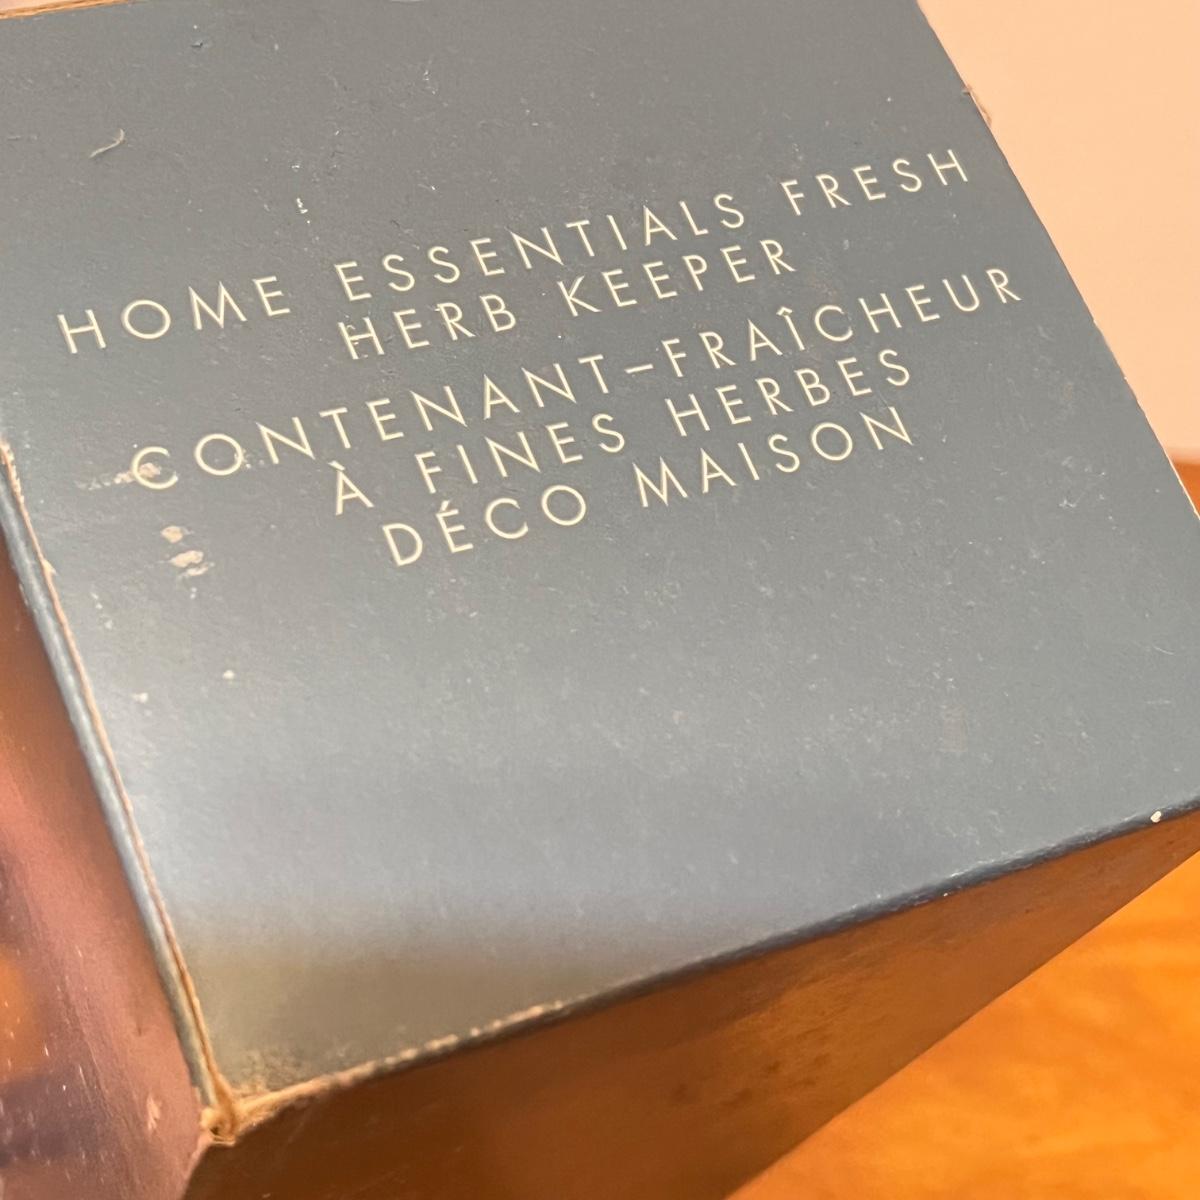 HOME ESSENTIALS FRESH
HERB KEEPER
CONTENANT-FRAÎCHEUR
À FINES HERBES
DÉCO MAISON